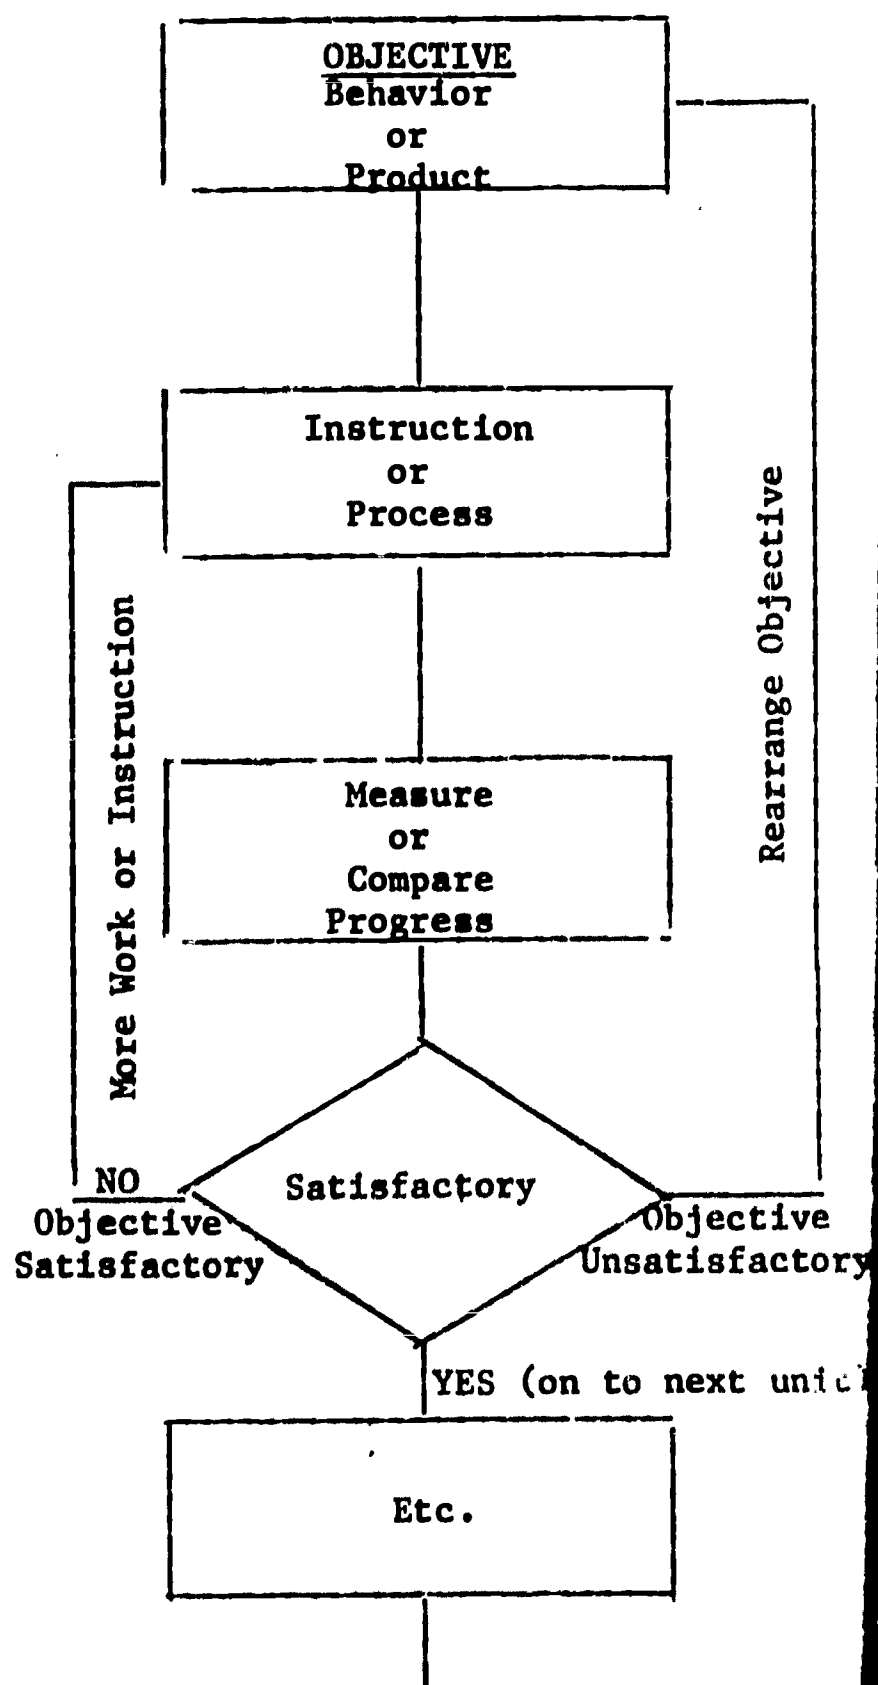 OBJECTIVE
Behavior
or
Product
Instruction
or
Process
More Work or Instruction
Rearrange Objective
Measure
or
Compare
Progress
Satisfactory
NO
Objective
Satisfactory
Objective
Unsatisfactory
YES (on to next
Etc.